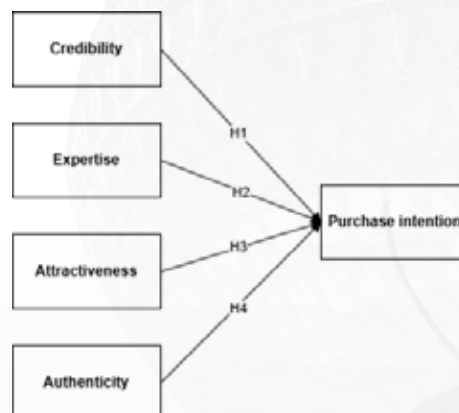 Credibility
H1
Expertise
H2
Purchase intention
H3
Attractiveness
H4
Authenticity